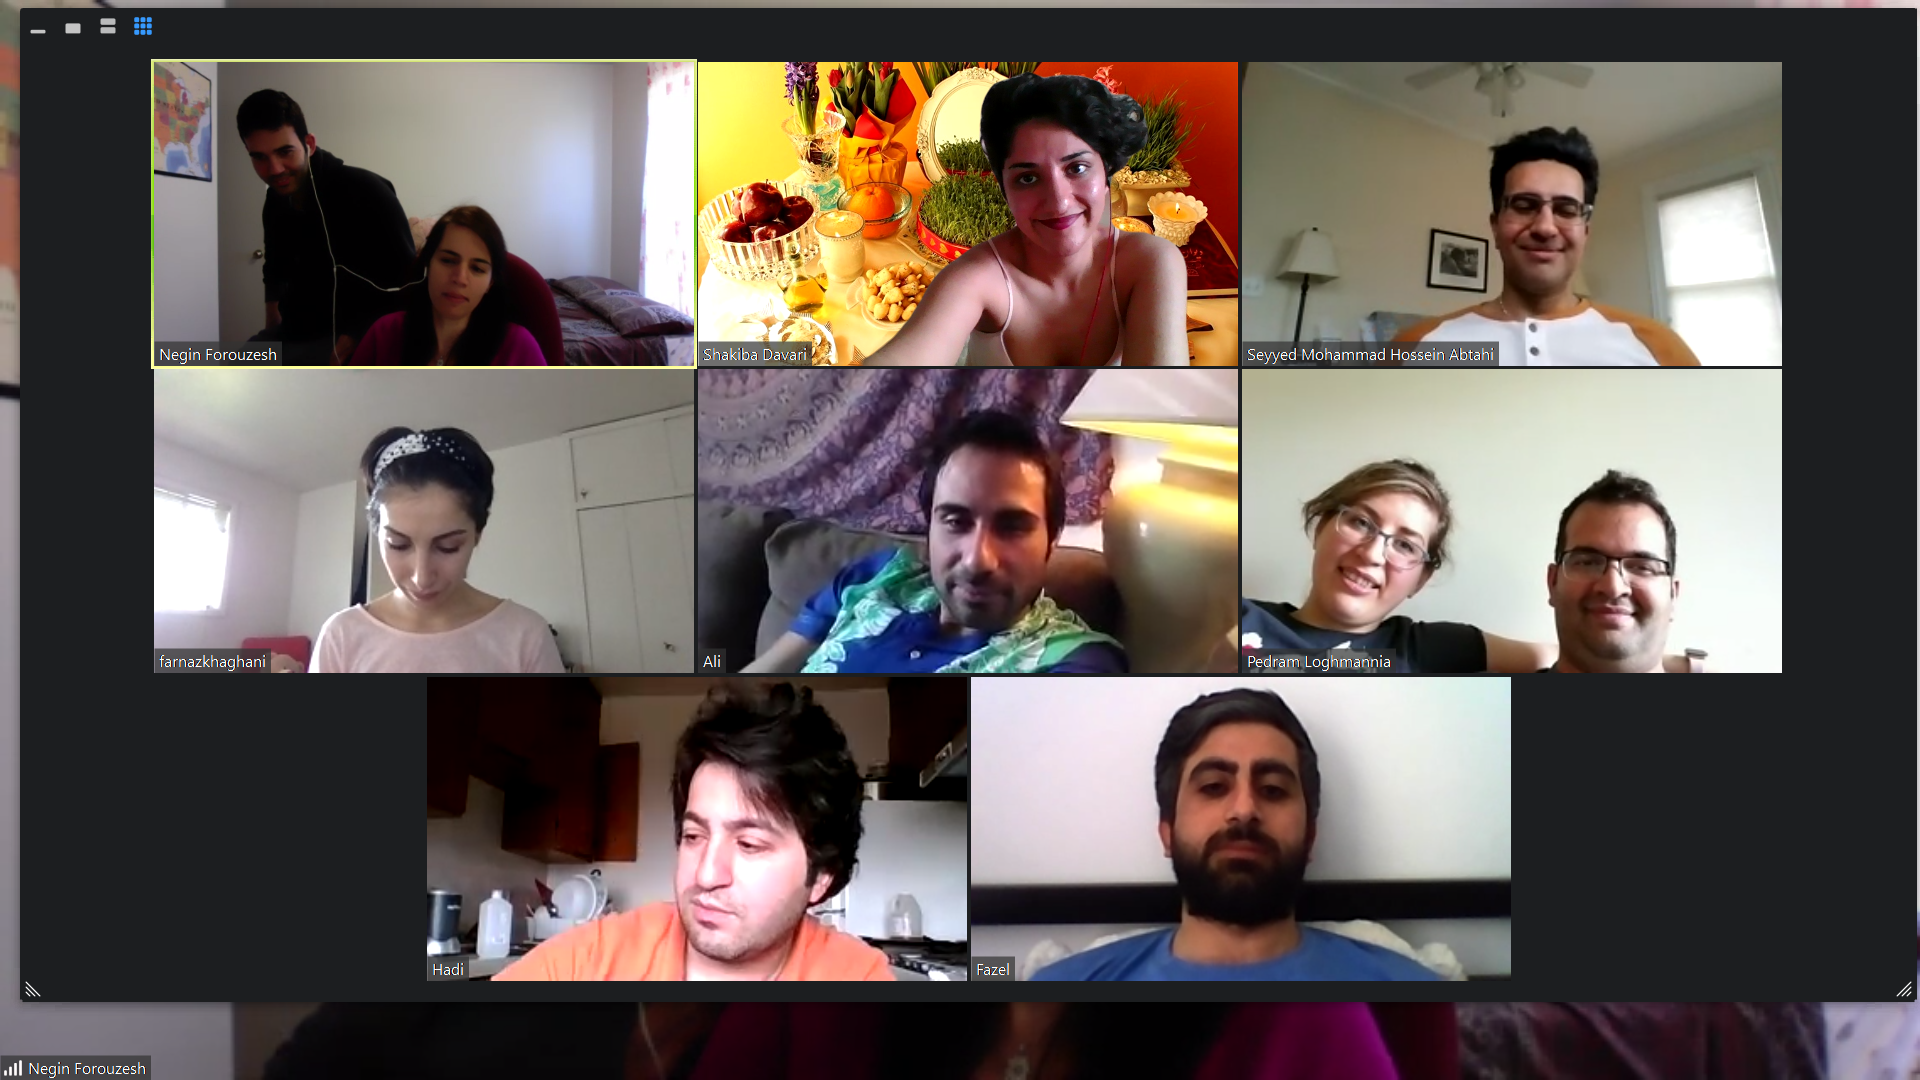 Negin Forouzesh
Shakiba Davari
Seyyed Mohammad Hossein Abtahi
farnazkhaghani
Ali
Pedram Loghmannia
Hadi
Fazel
Negin Forouzesh